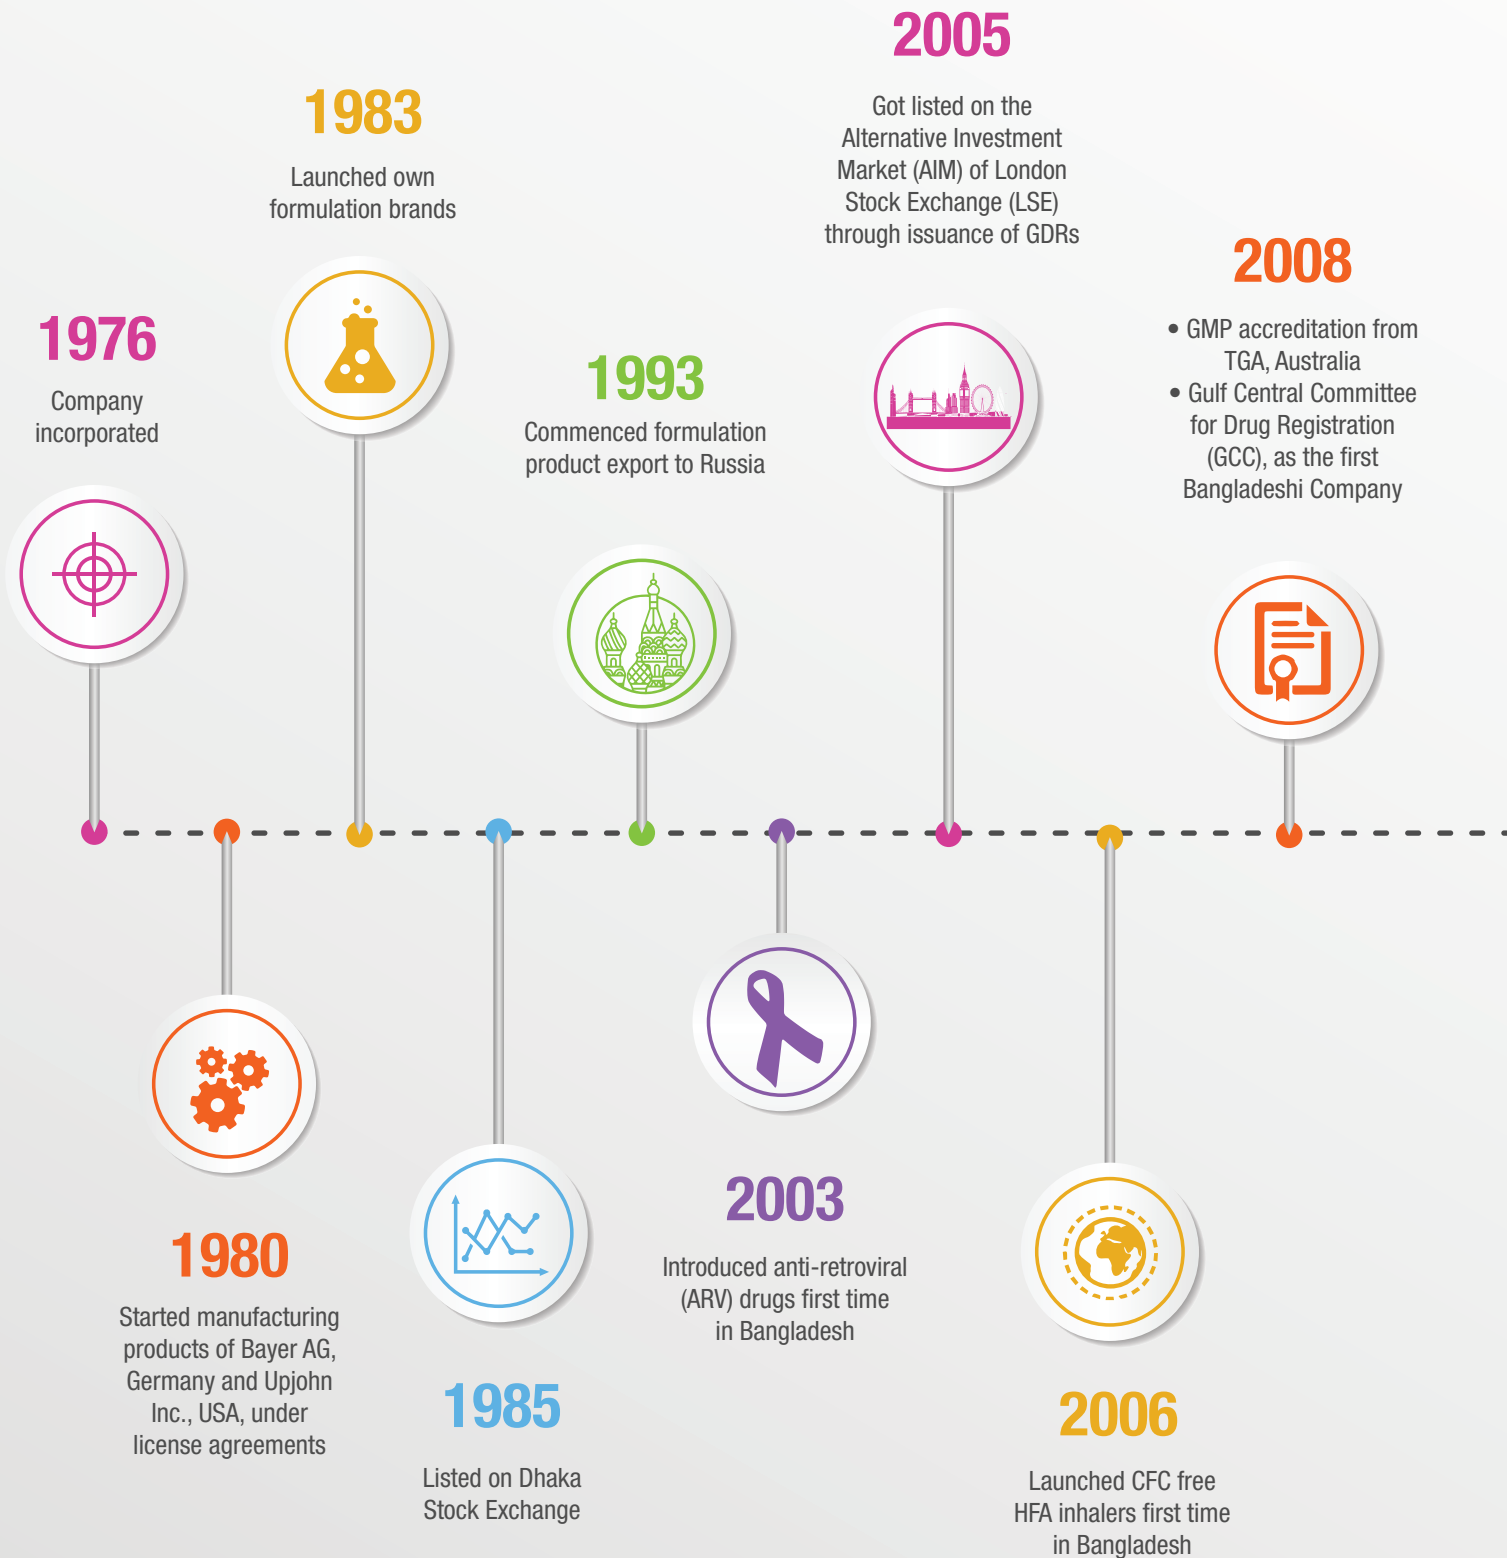 1976
Company
incorporated
1980
Started manufacturing
products of Bayer AG,
Germany and Upjohn
Inc., USA, under
license agreements
1983
Launched own
formulation brands
1985
Listed on Dhaka
Stock Exchange
1993
Commenced formulation
product export to Russia
2003
Introduced anti-retroviral
(ARV) drugs first time
in Bangladesh
2005
Got listed on the
Alternative Investment
Market (AIM) of London
Stock Exchange (LSE)
through issuance of GDRs
2006
Launched CFC free
HFA inhalers first time
in Bangladesh
2008
• GMP accreditation from
TGA, Australia
• Gulf Central Committee
for Drug Registration
(GCC), as the first
Bangladeshi Company